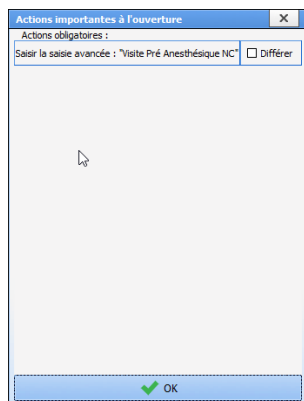 Actions importantes à l'ouverture
Actions obligatoires :
Saisir la saisie avancée : "Visite Pré Anesthésique NC" Différer
OK